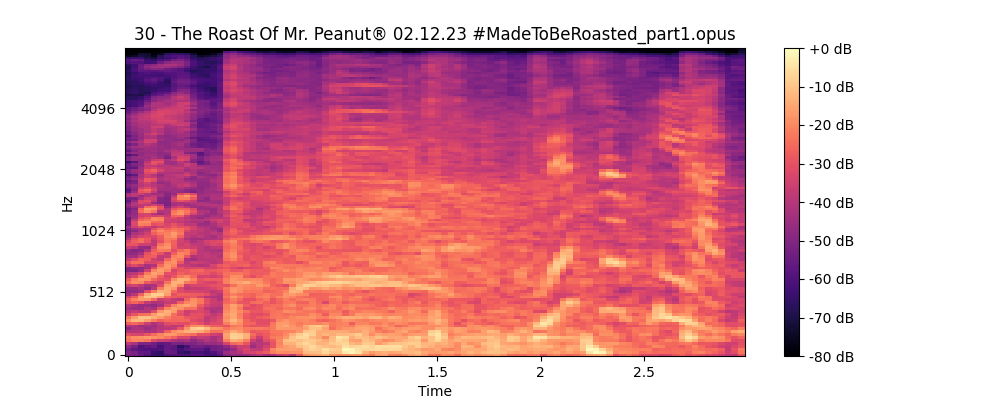 30 - The Roast Of Mr. Peanut® 02.12.23 #MadeToBeRoasted_part1.opus
+0 dB
-10 dB
-20 dB
-30 dB
-40 dB
-50 dB
-60 dB
-70 dB
-80 dB
4096
2048
1024
512
0
Hz
0
0.5
1
1.5
2
2.5
Time